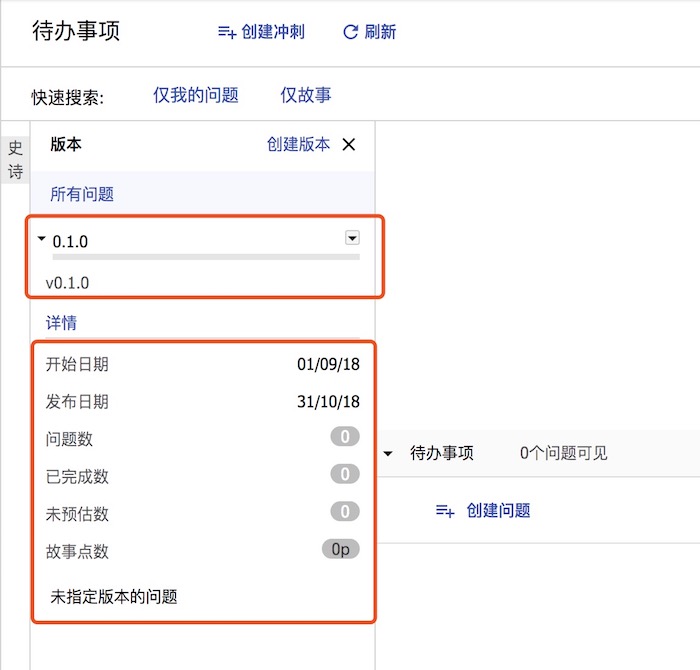 待办事项 创建冲刺 刷新
快速搜索: 仅我的问题 仅故事
史诗
版本 创建版本
所有问题
0.1.0
v0.1.0
详情
开始日期 01/09/18
发布日期 31/10/18
问题数 0
已完成数 0
未预估数 0
故事点数 0p
未指定版本的问题
待办事项 0个问题可见
创建问题